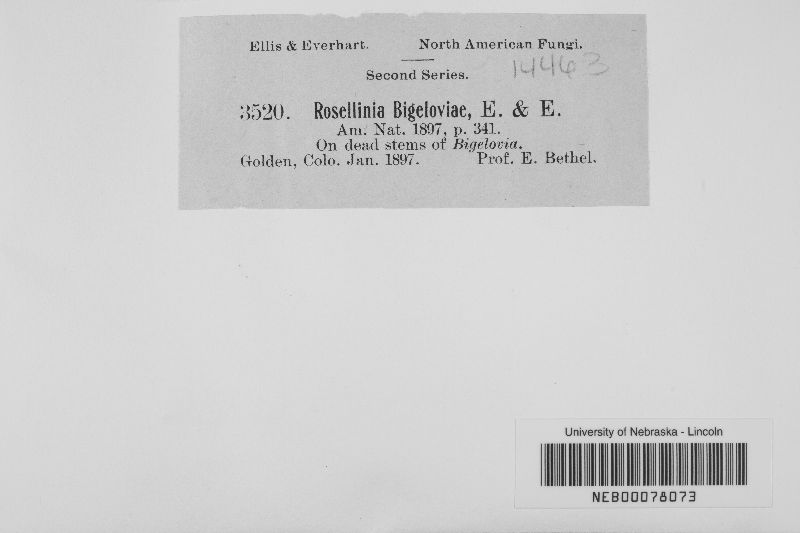 Ellis & Everhart. North American Fungi.
14463
Second Series.
3520. Rosellinia Bigeloviae, E. & E.
Am. Nat. 1897, p. 341.
On dead stems of Bigelovia.
Golden, Colo. Jan. 1897. Prof. E. Bethel.
University of Nebraska - Lincoln
NEB00078073